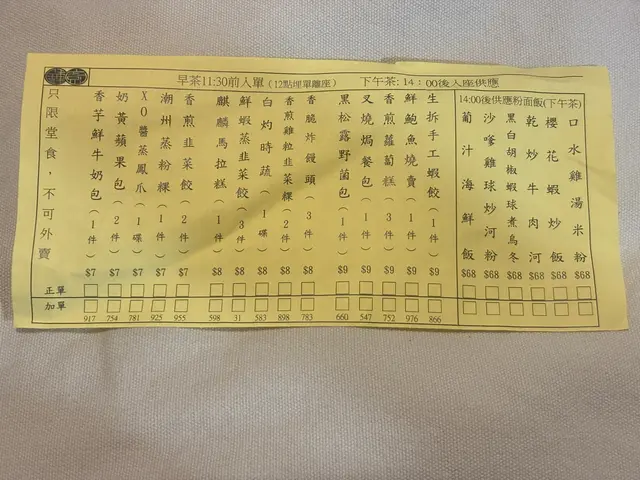 早茶11:30前入單（12點埋單離座）
下午茶: 14：00後入座供應
14:00後供應粉面飯(下午茶)
口水雞湯米粉 $68
櫻花蝦炒飯 $68
乾炒牛肉河 $68
黑白胡椒蝦球煮烏冬 $68
沙嗲雞球炒河粉 $68
葡汁海鮮飯 $68
生拆手工蝦餃（1件） $9 866
鮮鮑魚燒賣（1件） $9 976
香煎蘿蔔糕（1件） $9 752
叉燒焗餐包（1件） $9 547
黑松露野菌包（1件） $9 660
香脆炸饅頭（3件） $8 783
香煎雞粒韭菜粿（2件） $8 898
白灼時蔬（1碟） $8 583
鮮蝦蒸韭菜餃（3件） $8 31
麒麟馬拉糕（1件） $8 598
香煎韭菜餃（2件） $7 955
潮州蒸粉粿（1件） $7 925
XO醬蒸鳳爪（1碟） $7 781
奶黃蘋果包（2件） $7 754
香芋鮮牛奶包（1件） $7 917
只限堂食，不可外賣
正單
加單